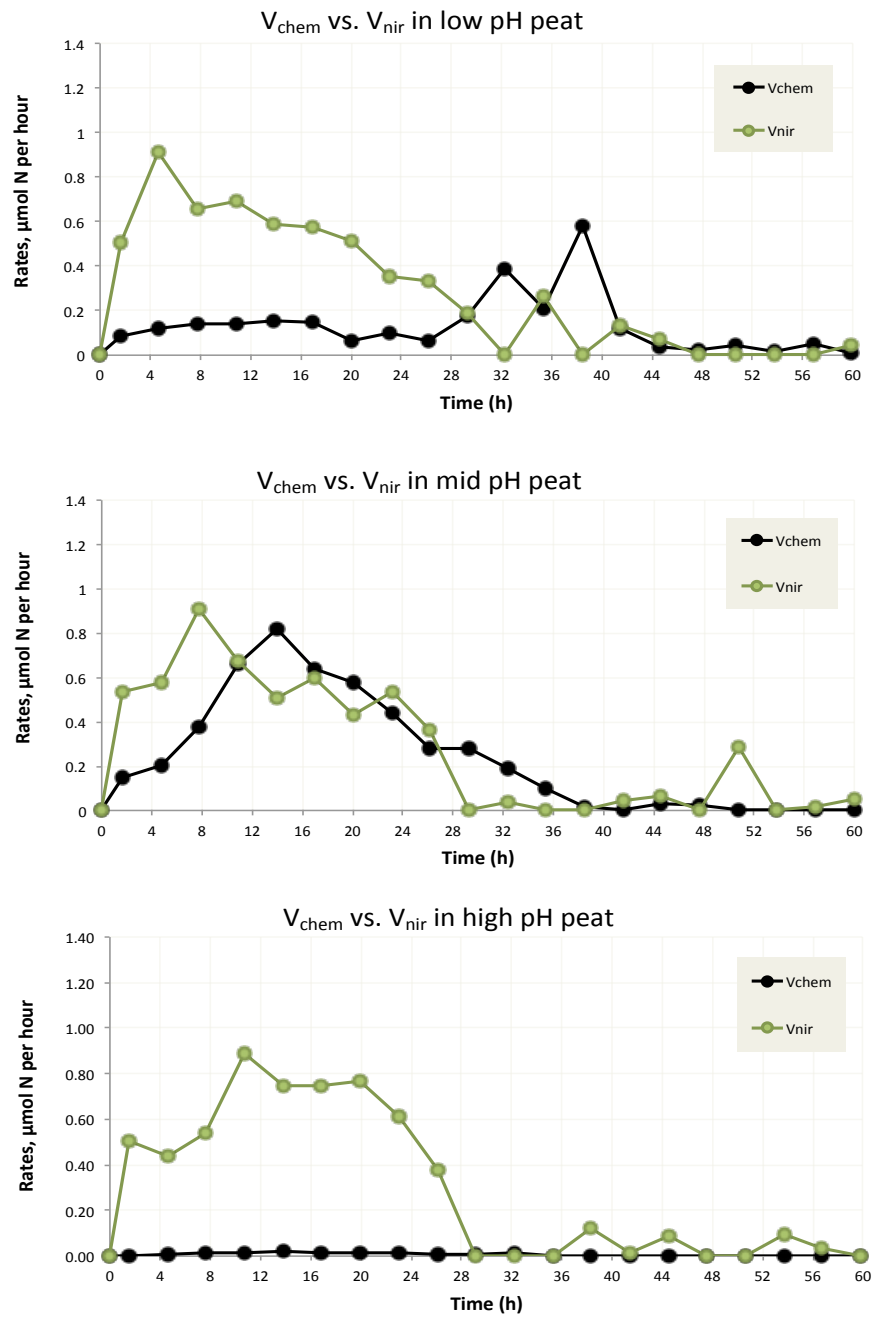 V_chem vs. V_nir in low pH peat
1.4
1.2
1
0.8
0.6
0.4
0.2
0
Rates, µmol N per hour
Vchem
Vnir
0 4 8 12 16 20 24 28 32 36 40 44 48 52 56 60
Time (h)
V_chem vs. V_nir in mid pH peat
1.4
1.2
1
0.8
0.6
0.4
0.2
0
Rates, µmol N per hour
Vchem
Vnir
0 4 8 12 16 20 24 28 32 36 40 44 48 52 56 60
Time (h)
V_chem vs. V_nir in high pH peat
1.40
1.20
1.00
0.80
0.60
0.40
0.20
0.00
Rates, µmol N per hour
Vchem
Vnir
0 4 8 12 16 20 24 28 32 36 40 44 48 52 56 60
Time (h)